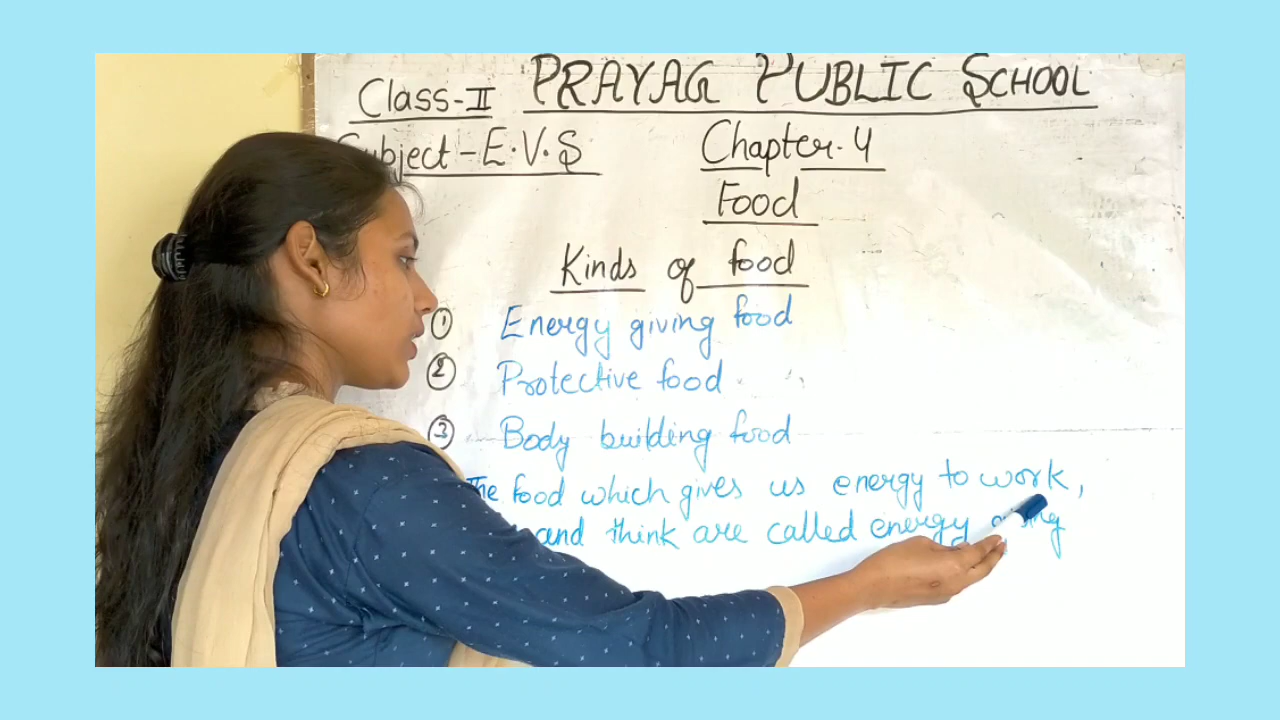 PRAYAG PUBLIC SCHOOL
Class-II
Subject - E.V.S
Chapter-4
Food
Kinds of food
① Energy giving food
② Protective food
③ Body building food
The food which gives us energy to work,
and think are called energy giving